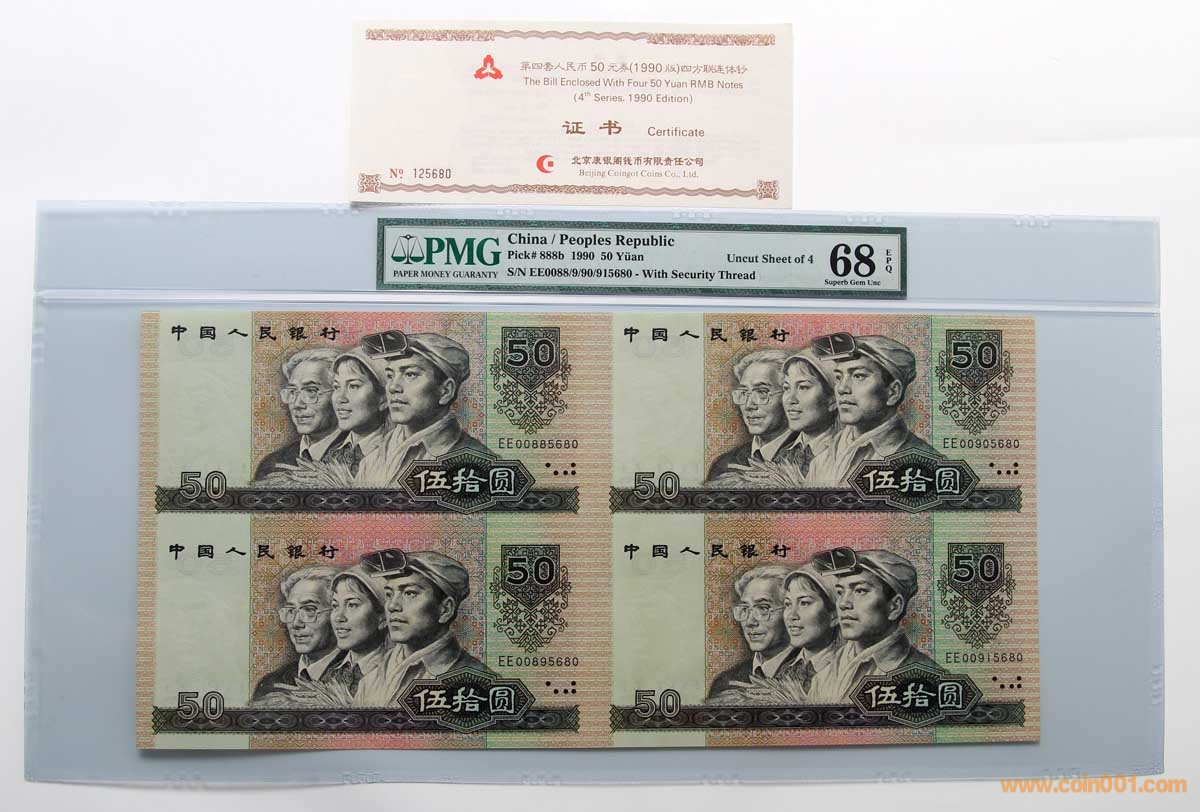 第四套人民币50元券(1990版)四方联连体钞
The Bill Enclosed With Four 50 Yuan RMB Notes
(4th Series. 1990 Edition)
证书 Certificate
北京康银阁钱币有限责任公司
Beijing Coingot Coins Co., Ltd.
No 125680
PMG
PAPER MONEY GUARANTY
China / Peoples Republic
Pick# 888b 1990 50 Yüan
Uncut Sheet of 4
S/N EE0088/9/90/915680 - With Security Thread
68
EPQ
Superb Gem Unc
中国人民银行
50
EE00885680
50
伍拾圆
中国人民银行
50
EE00905680
50
伍拾圆
中国人民银行
50
EE00895680
50
伍拾圆
中国人民银行
50
EE00915680
50
伍拾圆
www.coin001.com